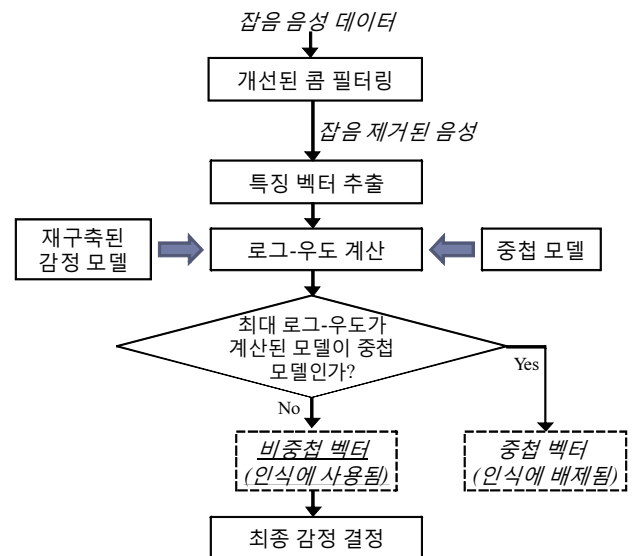 잡음 음성 데이터
개선된 콤 필터링
잡음 제거된 음성
특징 벡터 추출
재구축된
감정 모델
로그-우도 계산
중첩 모델
최대 로그-우도가
계산된 모델이 중첩
모델인가?
Yes
No
비중첩 벡터
(인식에 사용됨)
중첩 벡터
(인식에 배제됨)
최종 감정 결정